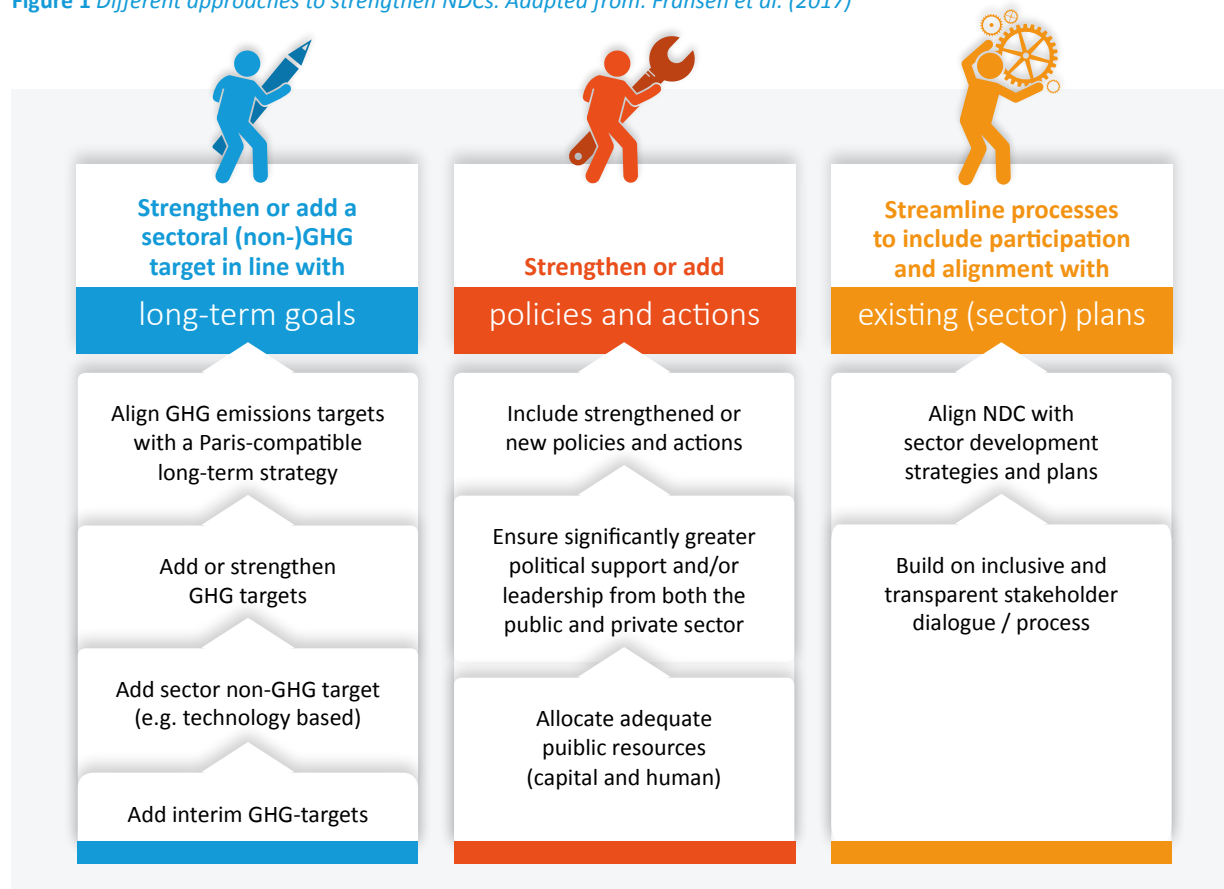 Figure 1 Different approaches to strengthen NDCs. Adapted from: Fransen et al. (2017)
Strengthen or add a
sectoral (non-)GHG
target in line with
long-term goals
Align GHG emissions targets
with a Paris-compatible
long-term strategy
Add or strengthen
GHG targets
Add sector non-GHG target
(e.g. technology based)
Add interim GHG-targets
Strengthen or add
policies and actions
Include strengthened or
new policies and actions
Ensure significantly greater
political support and/or
leadership from both the
public and private sector
Allocate adequate
puiblic resources
(capital and human)
Streamline processes
to include participation
and alignment with
existing (sector) plans
Align NDC with
sector development
strategies and plans
Build on inclusive and
transparent stakeholder
dialogue / process